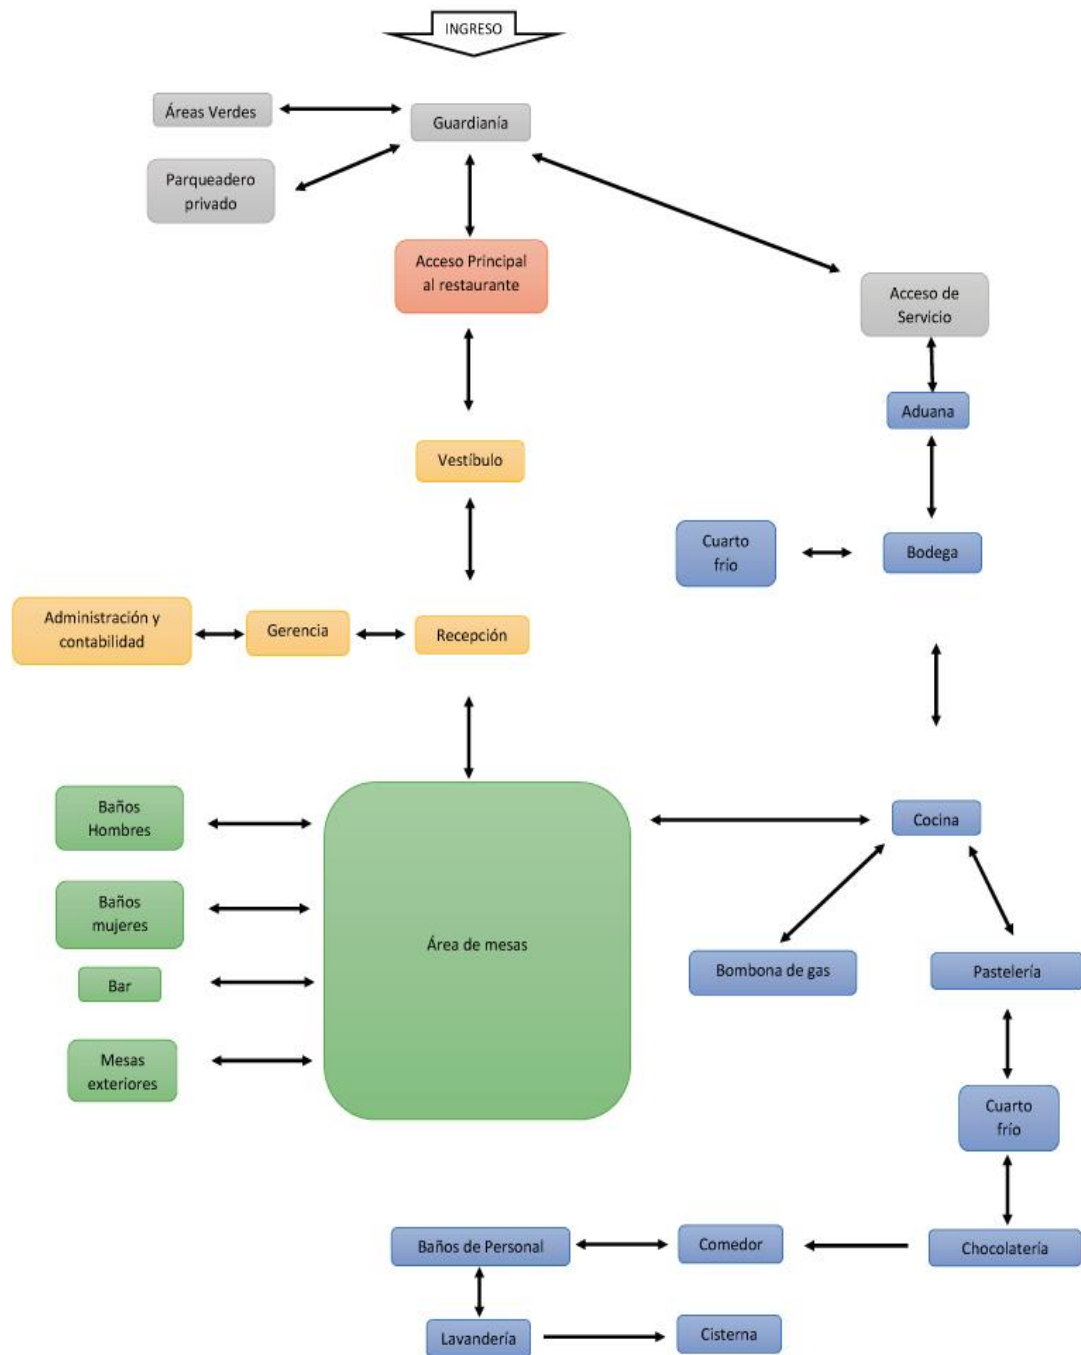 INGRESO
Áreas Verdes
Guardianía
Parqueadero
privado
Acceso Principal
al restaurante
Acceso de
Servicio
Aduana
Vestíbulo
Cuarto
frio
Bodega
Administración y
contabilidad
Gerencia
Recepción
Baños
Hombres
Cocina
Baños
mujeres
Área de mesas
Bombona de gas
Pastelería
Bar
Mesas
exteriores
Cuarto
frío
Baños de Personal
Comedor
Chocolatería
Lavandería
Cisterna